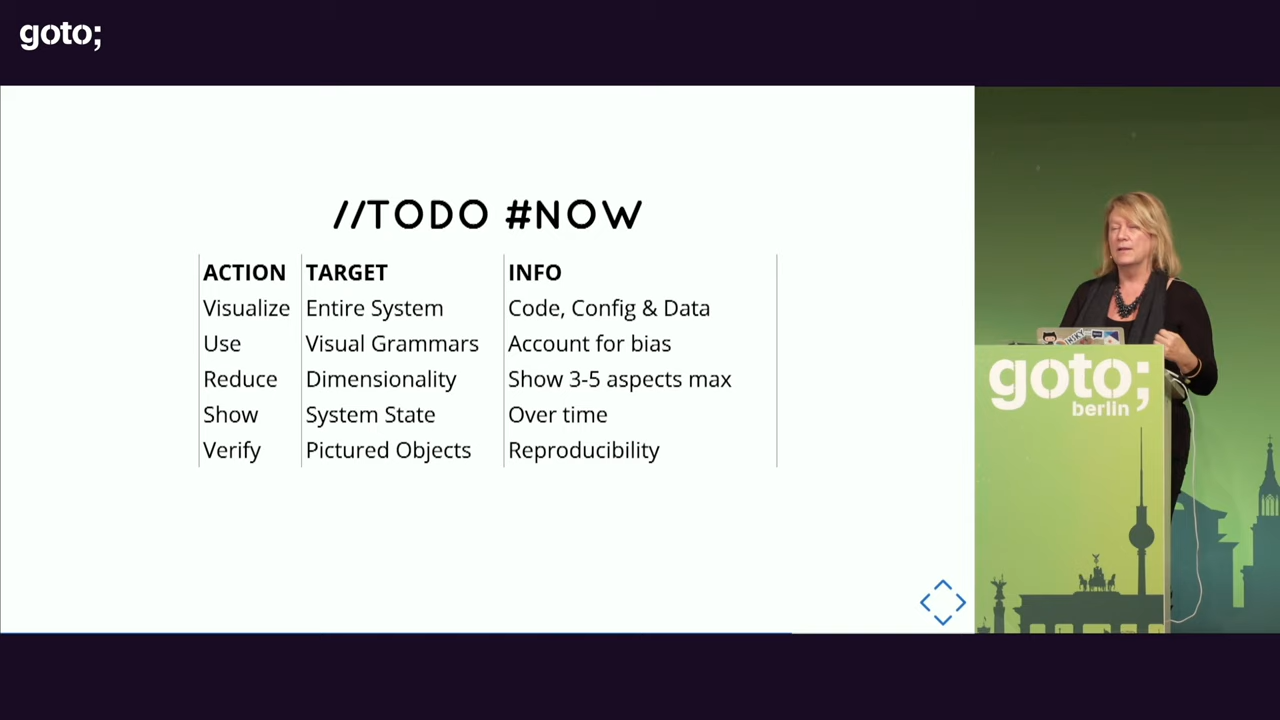 goto;
//TODO #NOW
ACTION TARGET INFO
Visualize Entire System Code, Config & Data
Use Visual Grammars Account for bias
Reduce Dimensionality Show 3-5 aspects max
Show System State Over time
Verify Pictured Objects Reproducibility
goto;
berlin